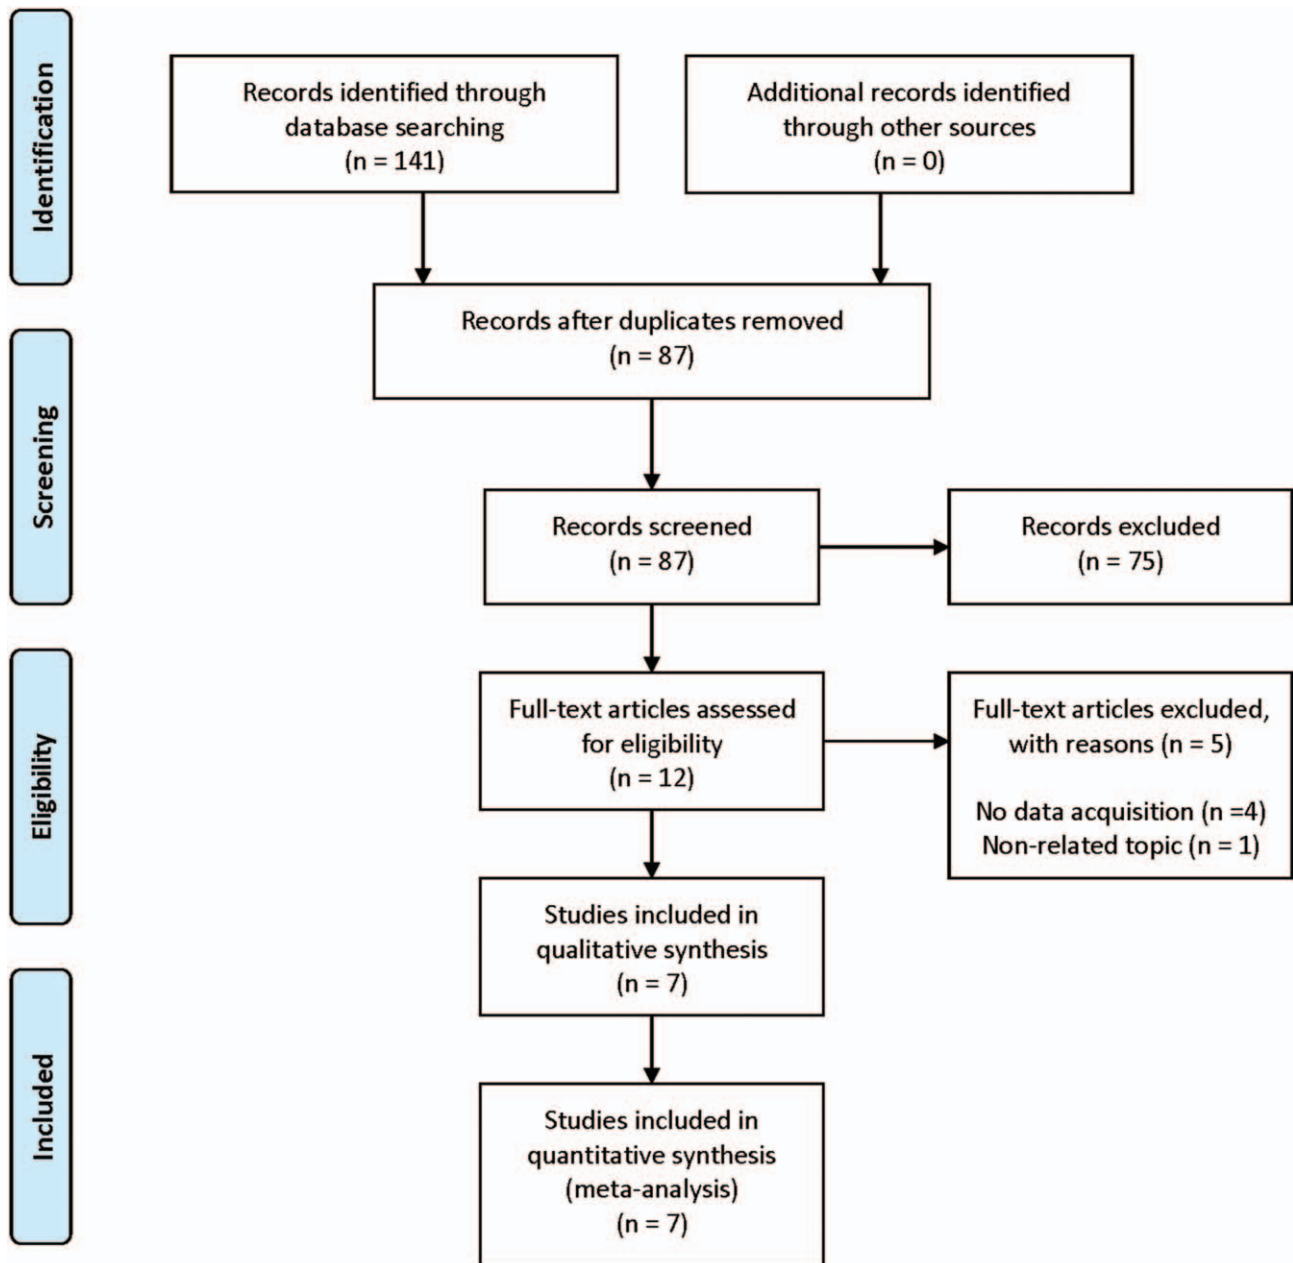 Identification
Records identified through
database searching
(n = 141)
Additional records identified
through other sources
(n = 0)
Records after duplicates removed
(n = 87)
Screening
Records screened
(n = 87)
Records excluded
(n = 75)
Eligibility
Full-text articles assessed
for eligibility
(n = 12)
Full-text articles excluded,
with reasons (n = 5)
No data acquisition (n =4)
Non-related topic (n = 1)
Studies included in
qualitative synthesis
(n = 7)
Included
Studies included in
quantitative synthesis
(meta-analysis)
(n = 7)